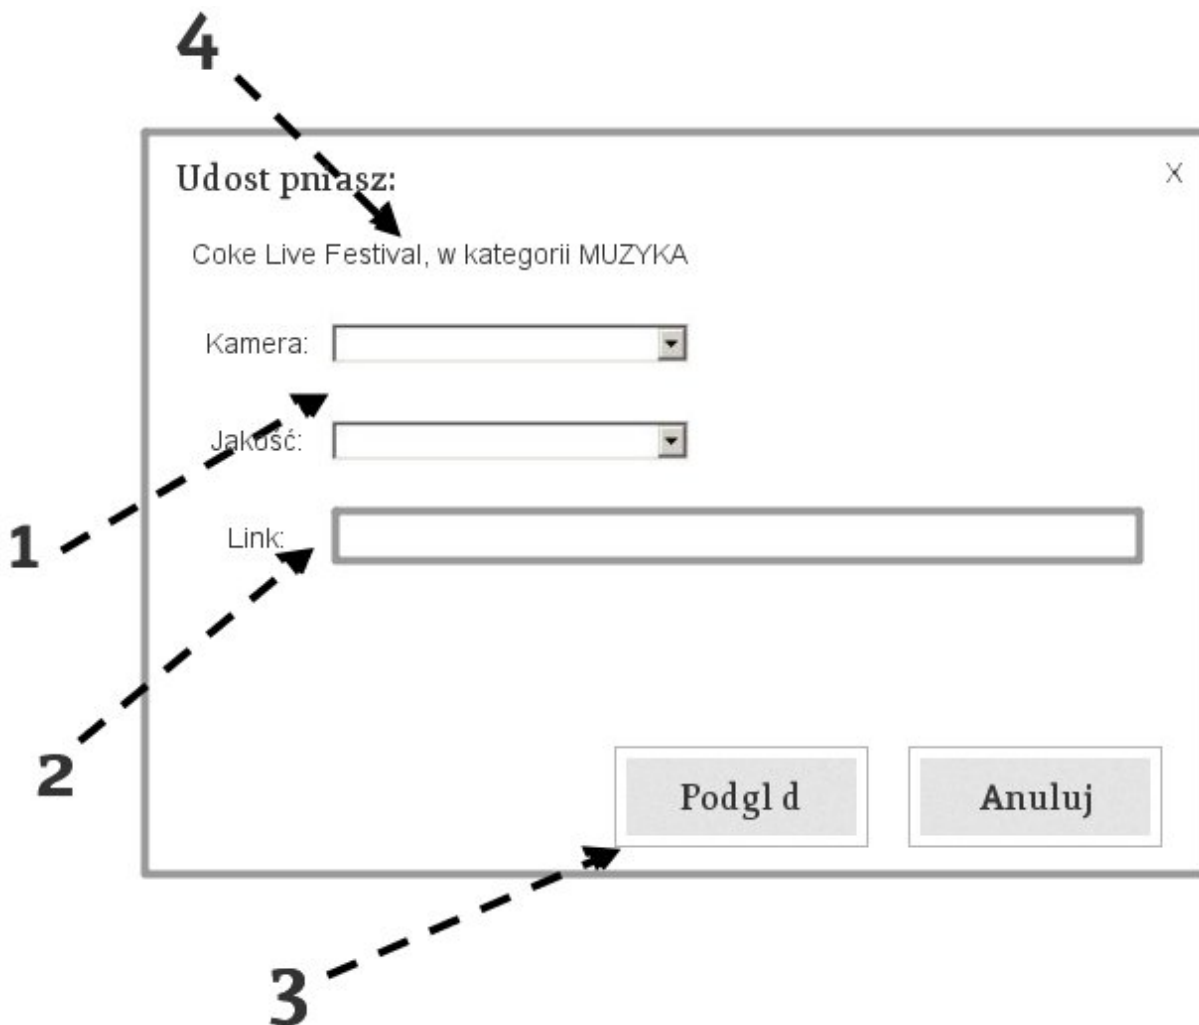 4
Udost pniasz:
X
Coke Live Festival, w kategorii MUZYKA
Kamera:
Jakość:
1
Link:
2
Podgl d
Anuluj
3